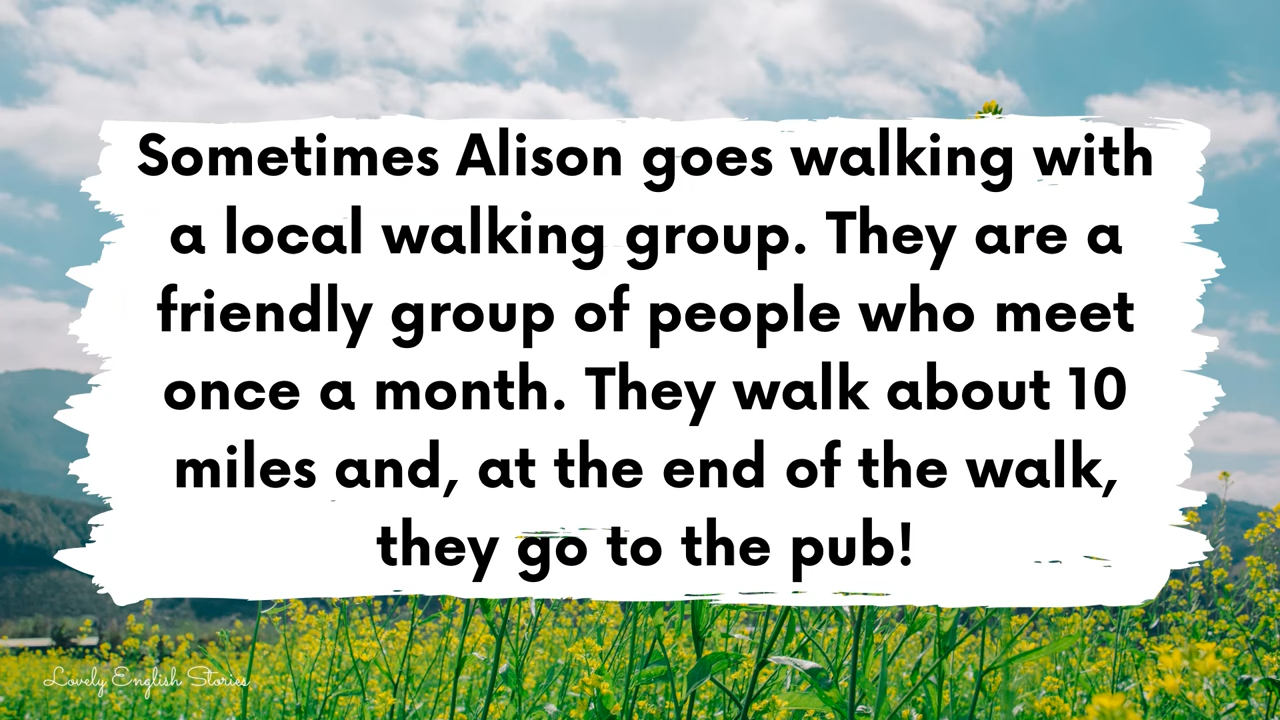 Sometimes Alison goes walking with
a local walking group. They are a
friendly group of people who meet
once a month. They walk about 10
miles and, at the end of the walk,
they go to the pub!
Lovely English Stories